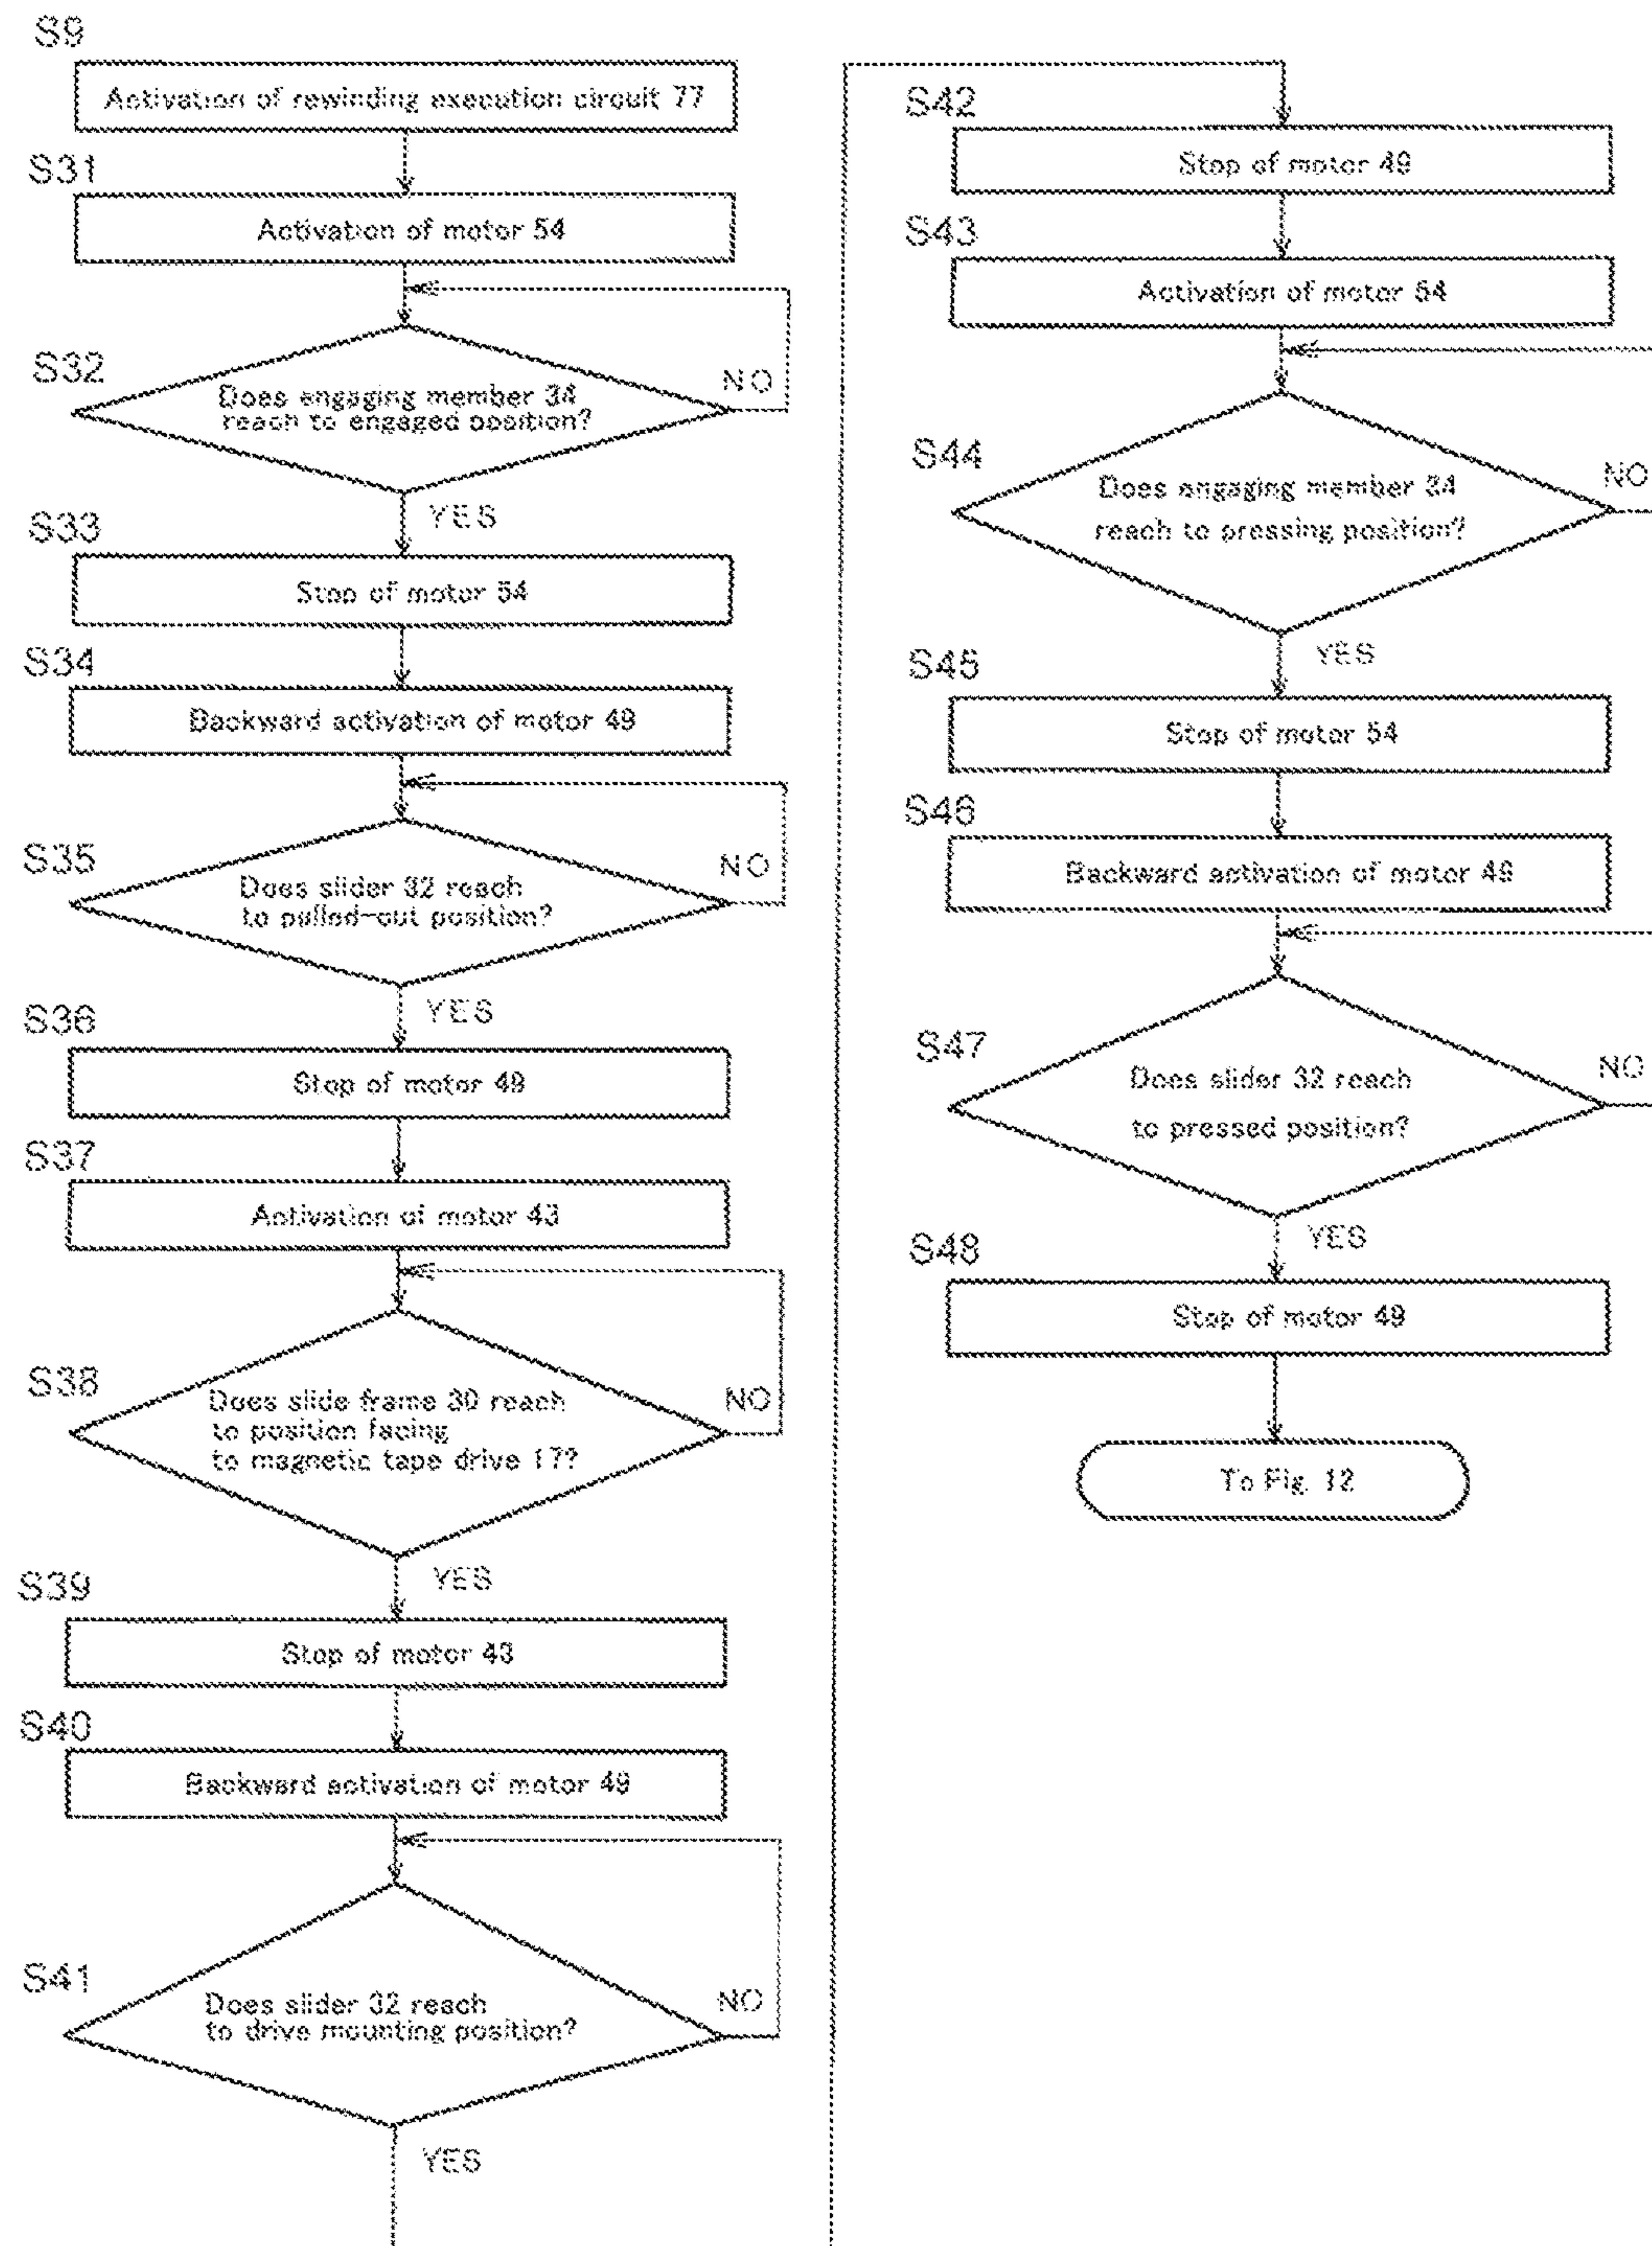 S9
Activation of rewinding execution circuit 77
S31
Activation of motor 54
S32
Does engaging member 34
reach to engaged position?
NO
YES
S33
Stop of motor 54
S34
Backward activation of motor 49
S35
Does slider 32 reach
to pulled-out position?
NO
YES
S36
Stop of motor 49
S37
Activation of motor 43
S38
Does slide frame 30 reach
to position facing
to magnetic tape drive 17?
NO
YES
S39
Stop of motor 43
S40
Backward activation of motor 49
S41
Does slider 32 reach
to drive mounting position?
NO
YES
S42
Stop of motor 49
S43
Activation of motor 54
S44
Does engaging member 34
reach to pressing position?
NO
YES
S45
Stop of motor 54
S46
Backward activation of motor 49
S47
Does slider 32 reach
to pressed position?
NO
YES
S48
Stop of motor 49
To Fig. 12